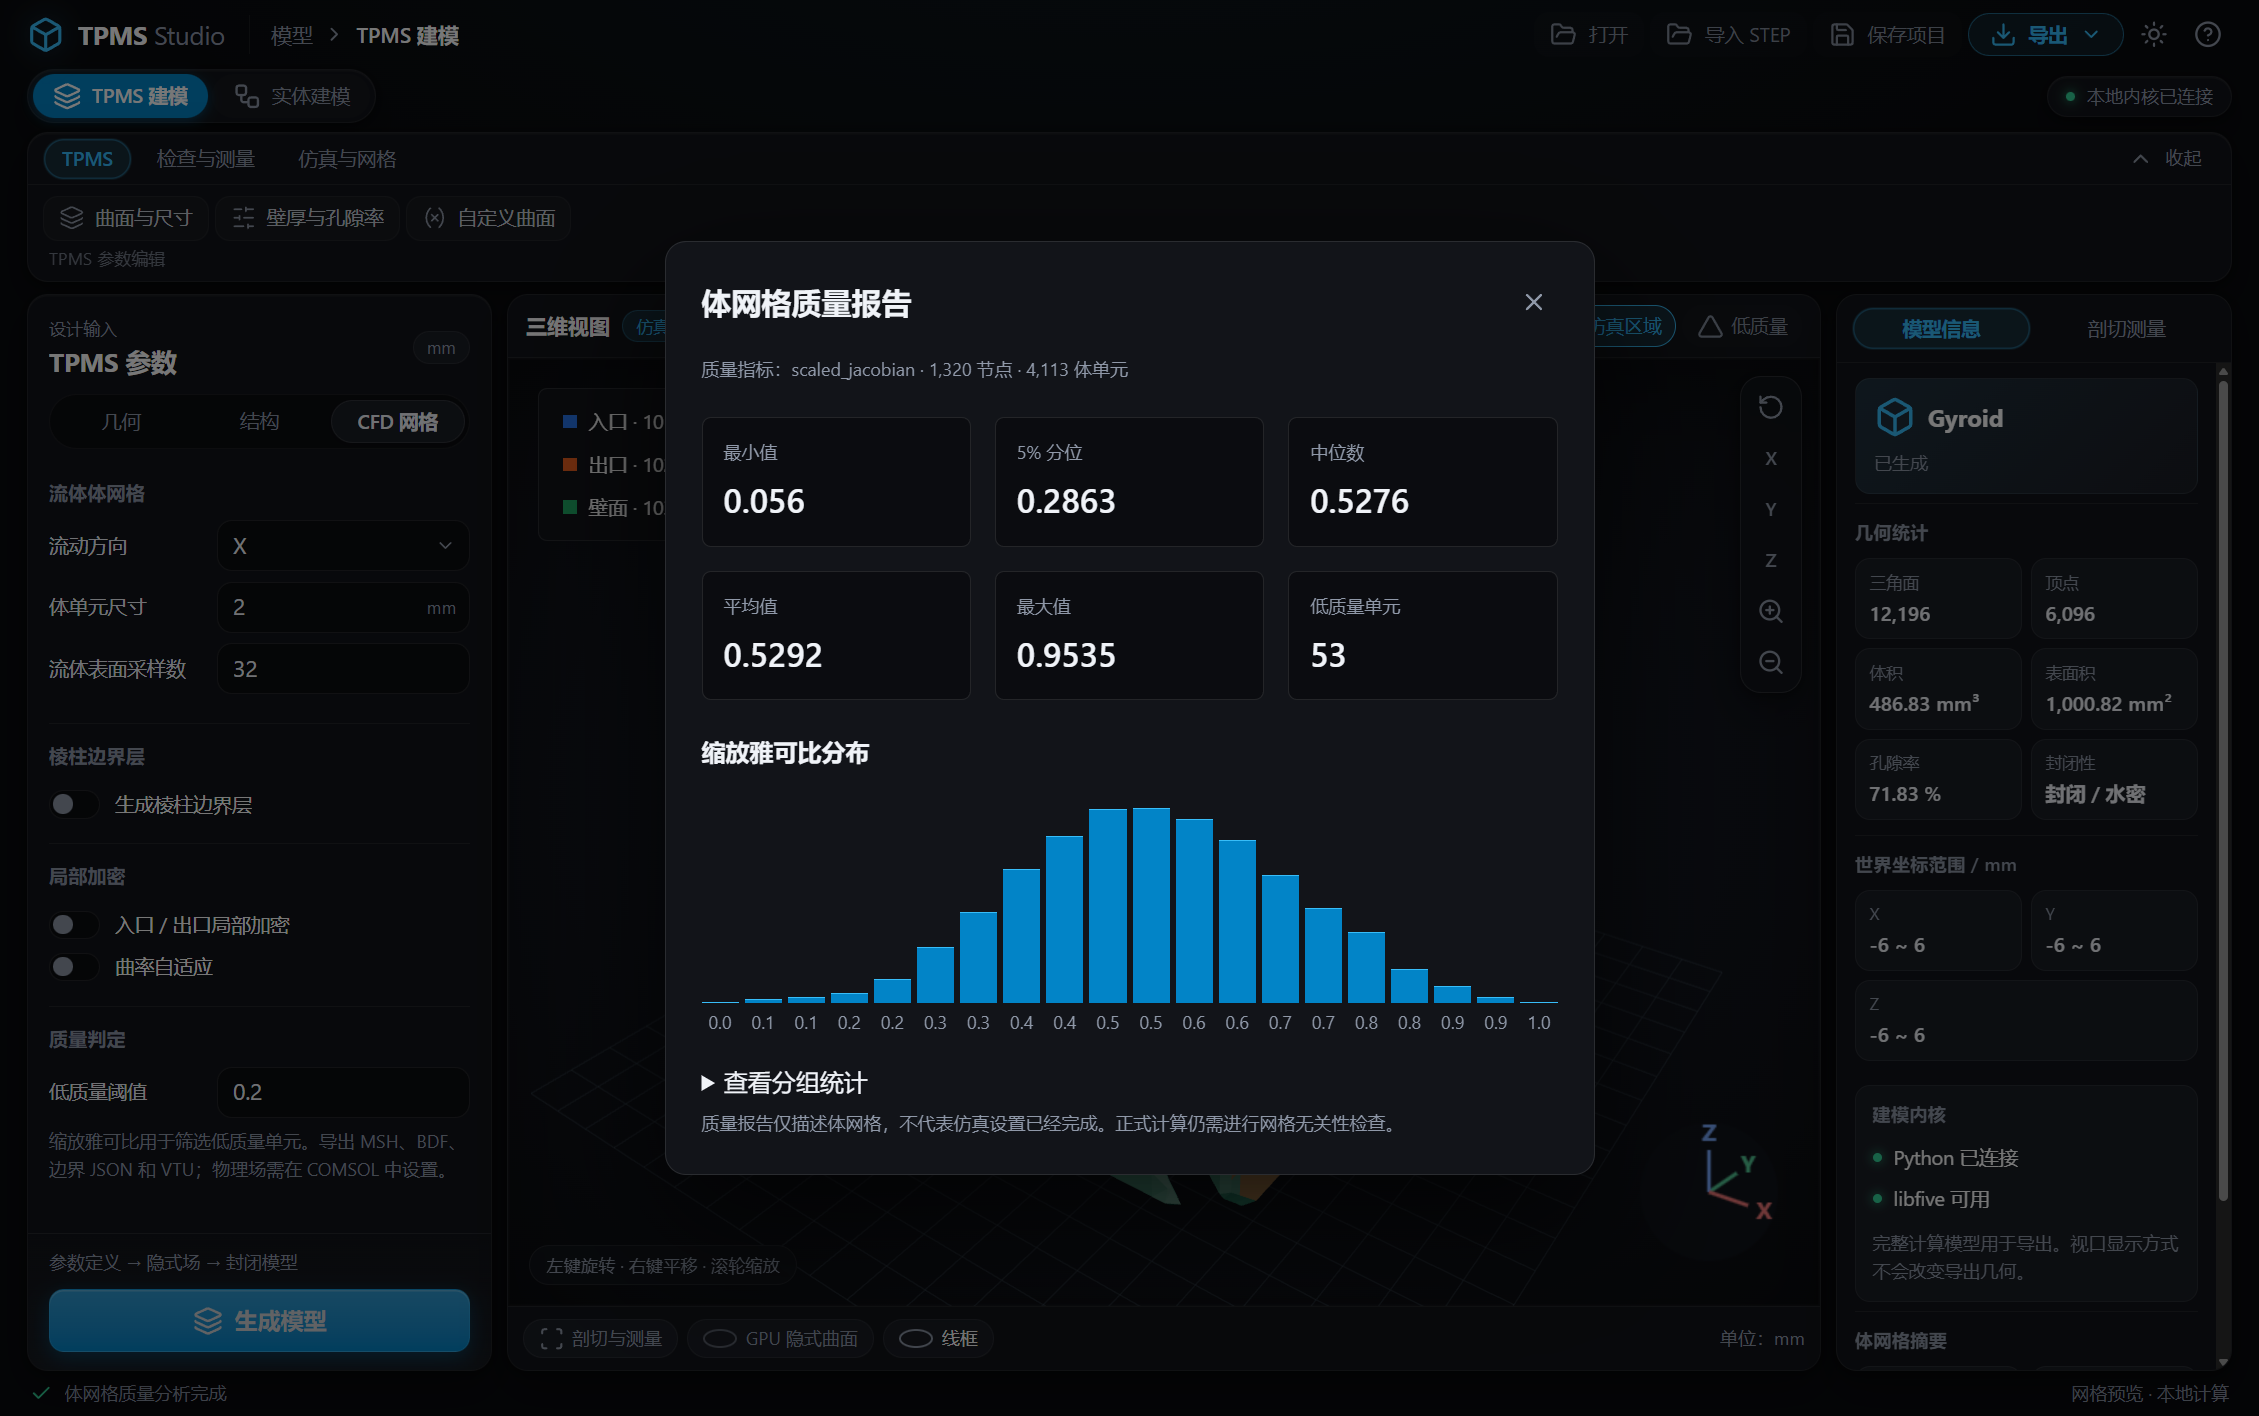 TPMS Studio 模型 > TPMS 建模 打开 导入 STEP 保存项目 导出
TPMS 建模 实体建模 本地内核已连接
TPMS 检查与测量 仿真与网格 收起
曲面与尺寸 壁厚与孔隙率 自定义曲面
TPMS 参数编辑
设计输入
TPMS 参数 mm
几何 结构 CFD 网格
流体体网格
流动方向 X
体单元尺寸 2 mm
流体表面采样数 32
棱柱边界层
生成棱柱边界层
局部加密
入口 / 出口局部加密
曲率自适应
质量判定
低质量阈值 0.2
缩放雅可比用于筛选低质量单元。导出 MSH、BDF、
边界 JSON 和 VTU；物理场需在 COMSOL 中设置。
参数定义 → 隐式场 → 封闭模型
生成模型
体网格质量分析完成
三维视图 仿真
仿真区域 低质量
入口 · 10
出口 · 10
壁面 · 10
X
Y
Z
体网格质量报告
质量指标：scaled_jacobian · 1,320 节点 · 4,113 体单元
最小值 5% 分位 中位数
0.056 0.2863 0.5276
平均值 最大值 低质量单元
0.5292 0.9535 53
缩放雅可比分布
0.0 0.1 0.1 0.2 0.2 0.3 0.3 0.4 0.4 0.5 0.5 0.6 0.6 0.7 0.7 0.8 0.8 0.9 0.9 1.0
查看分组统计
质量报告仅描述体网格，不代表仿真设置已经完成。正式计算仍需进行网格无关性检查。
Z
Y
X
左键旋转 · 右键平移 · 滚轮缩放
剖切与测量 GPU 隐式曲面 线框 单位：mm
模型信息 剖切测量
Gyroid
已生成
几何统计
三角面 顶点
12,196 6,096
体积 表面积
486.83 mm³ 1,000.82 mm²
孔隙率 封闭性
71.83 % 封闭 / 水密
世界坐标范围 / mm
X Y
-6 ~ 6 -6 ~ 6
Z
-6 ~ 6
建模内核
Python 已连接
libfive 可用
完整计算模型用于导出。视口显示方式
不会改变导出几何。
体网格摘要
网格预览 · 本地计算